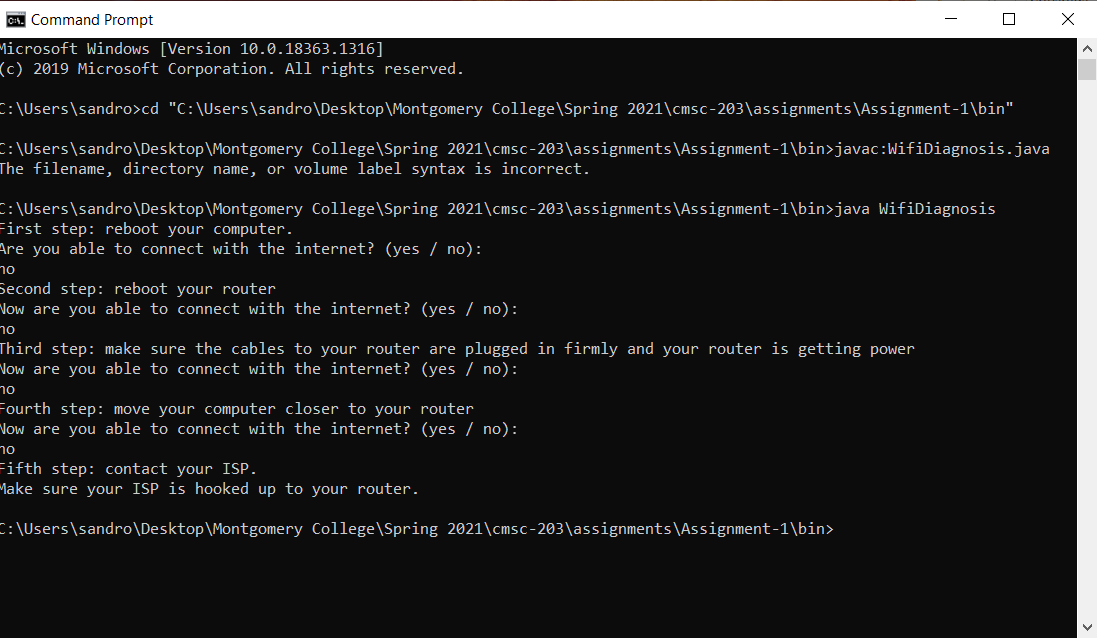 Command Prompt
Microsoft Windows [Version 10.0.18363.1316]
(c) 2019 Microsoft Corporation. All rights reserved.
C:\Users\sandro>cd "C:\Users\sandro\Desktop\Montgomery College\Spring 2021\cmsc-203\assignments\Assignment-1\bin"
C:\Users\sandro\Desktop\Montgomery College\Spring 2021\cmsc-203\assignments\Assignment-1\bin>javac:WifiDiagnosis.java
The filename, directory name, or volume label syntax is incorrect.
C:\Users\sandro\Desktop\Montgomery College\Spring 2021\cmsc-203\assignments\Assignment-1\bin>java WifiDiagnosis
First step: reboot your computer.
Are you able to connect with the internet? (yes / no):
no
Second step: reboot your router
Now are you able to connect with the internet? (yes / no):
no
Third step: make sure the cables to your router are plugged in firmly and your router is getting power
Now are you able to connect with the internet? (yes / no):
no
Fourth step: move your computer closer to your router
Now are you able to connect with the internet? (yes / no):
no
Fifth step: contact your ISP.
Make sure your ISP is hooked up to your router.
C:\Users\sandro\Desktop\Montgomery College\Spring 2021\cmsc-203\assignments\Assignment-1\bin>